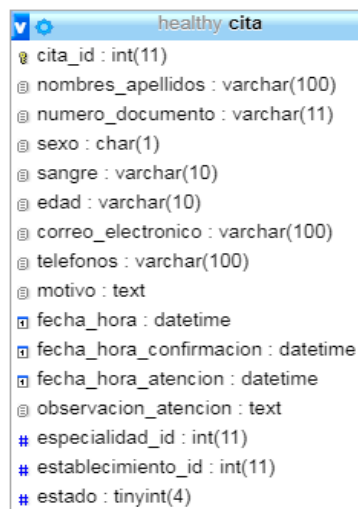 v healthy cita
cita_id : int(11)
nombres_apellidos : varchar(100)
numero_documento : varchar(11)
sexo : char(1)
sangre : varchar(10)
edad : varchar(10)
correo_electronico : varchar(100)
telefonos : varchar(100)
motivo : text
fecha_hora : datetime
fecha_hora_confirmacion : datetime
fecha_hora_atencion : datetime
observacion_atencion : text
# especialidad_id : int(11)
# establecimiento_id : int(11)
# estado : tinyint(4)